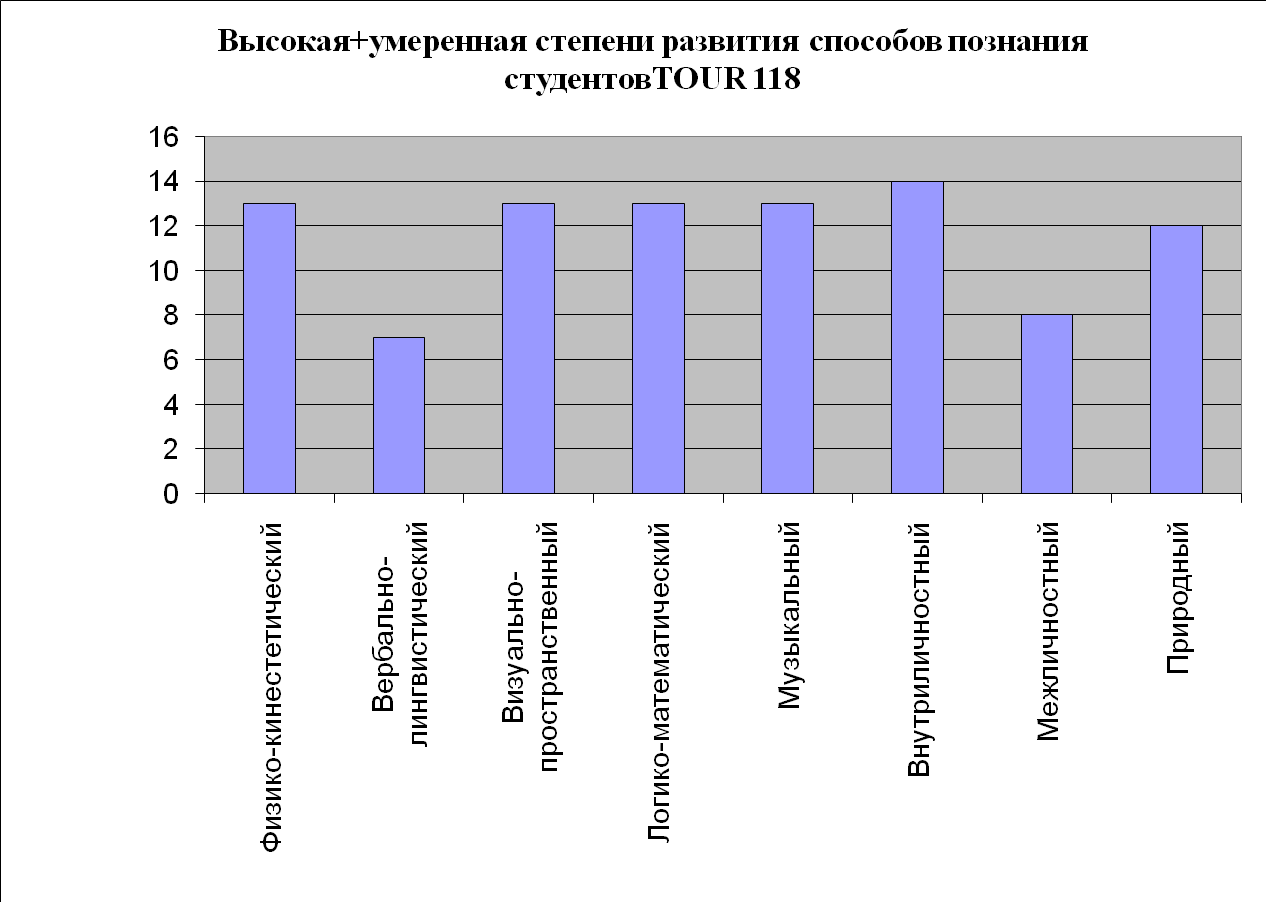 Высокая+умеренная степени развития способов познания
студентовTOUR 118
16
14
12
10
8
6
4
2
0
Физико-кинестетический
Вербально-
лингвистический
Визуально-
пространственный
Логико-математический
Музыкальный
Внутриличностный
Межличностный
Природный